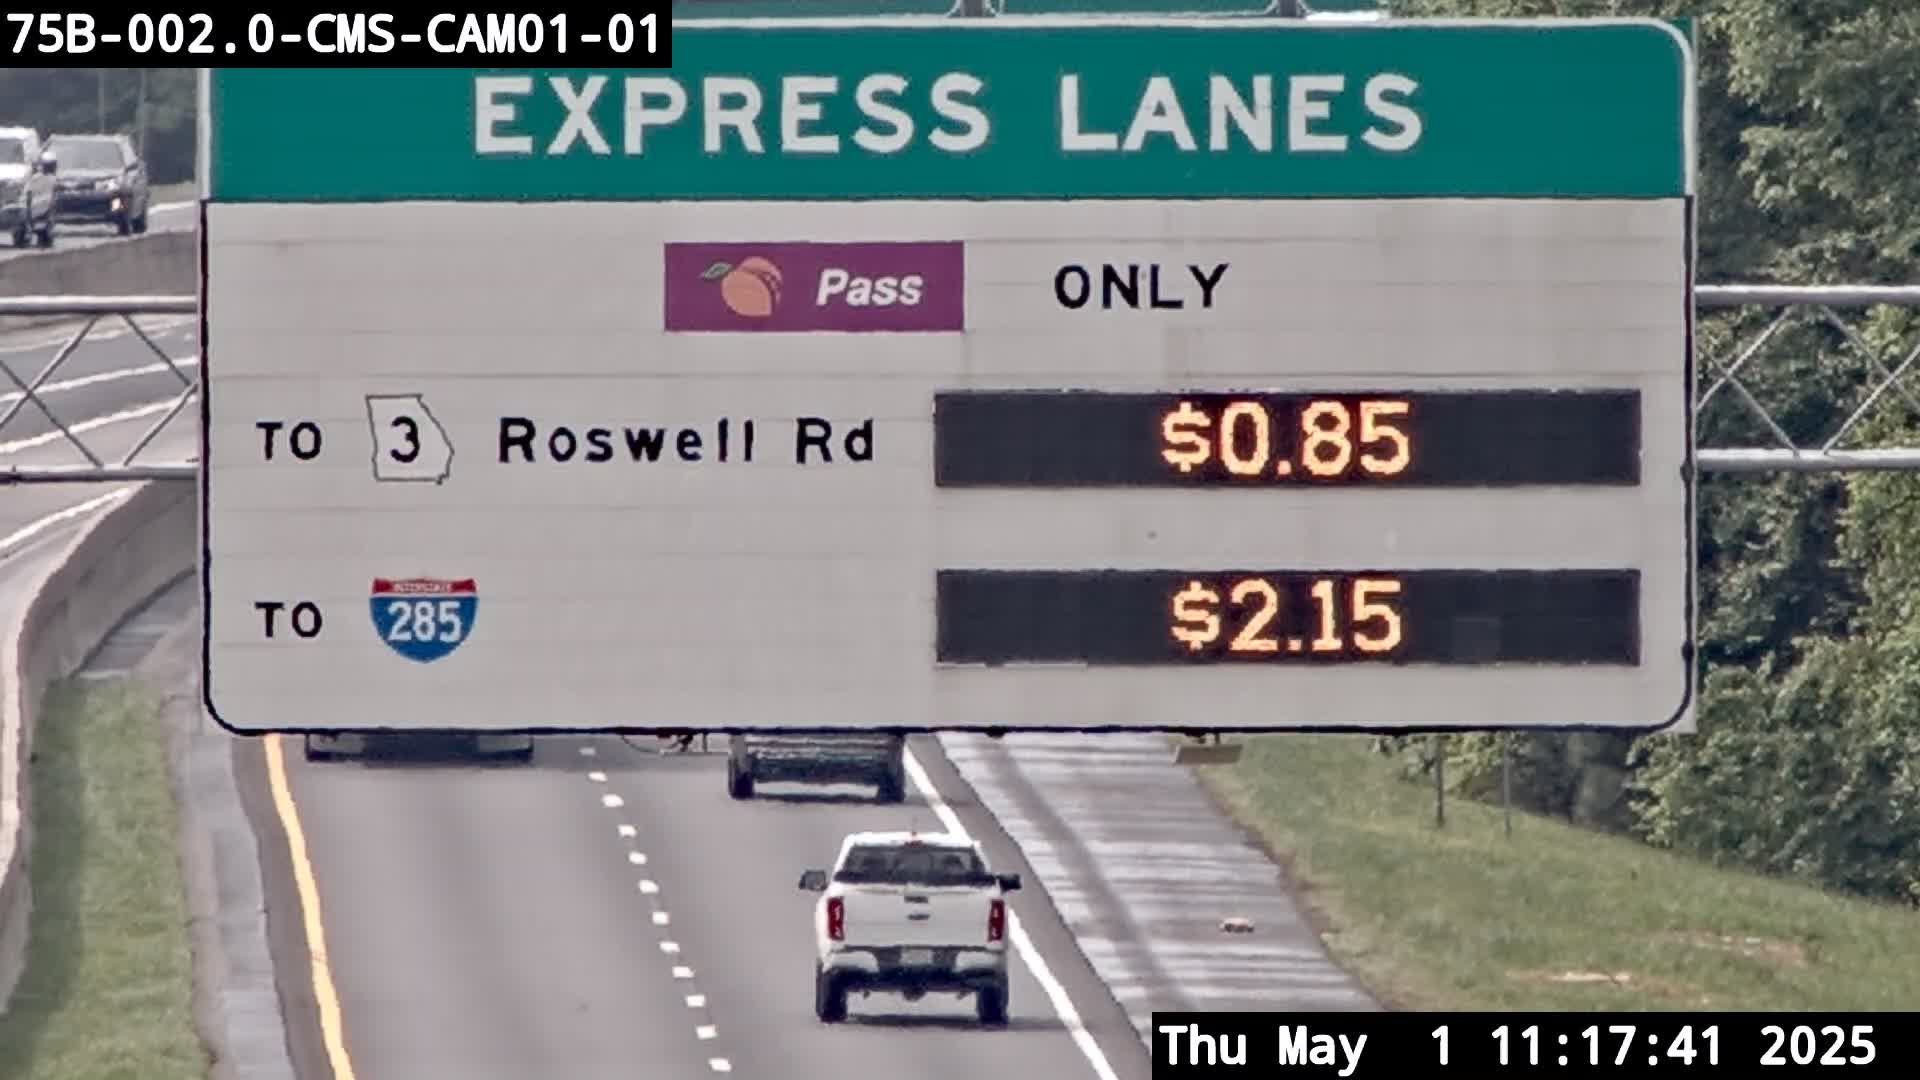 75B-002.0-CMS-CAM01-01
EXPRESS LANES
Pass ONLY
TO 3 Roswell Rd $0.85
INTERSTATE
TO 285 $2.15
Thu May 1 11:17:41 2025